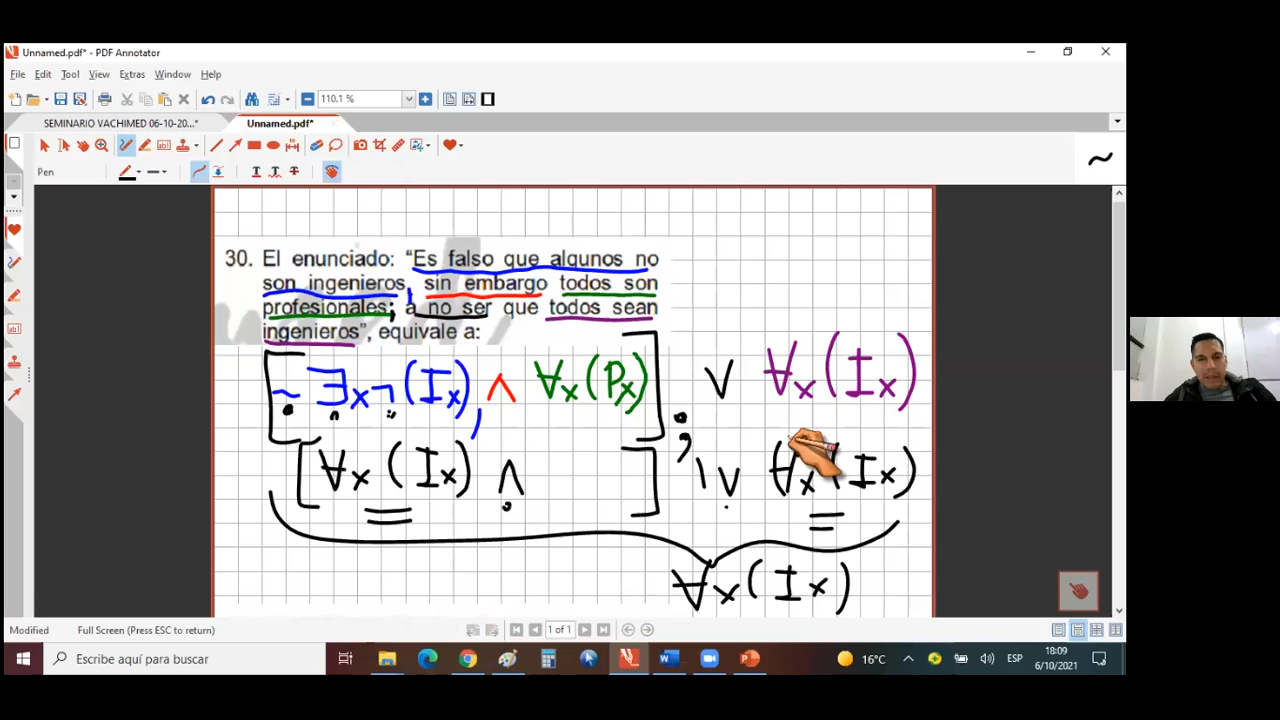 Unnamed.pdf* - PDF Annotator
File Edit Tool View Extras Window Help
110.1 %
SEMINARIO VACHIMED 06-10-20...* Unnamed.pdf*
Pen
30. El enunciado: “Es falso que algunos no
son ingenieros, sin embargo todos son
profesionales; a no ser que todos sean
ingenieros”, equivale a:
[~ ∃x¬(Ix), ∧ ∀x(Px)]; ∨ ∀x(Ix)
[∀x (Ix) ∧ ] ∨ (∀x (Ix)
∀x(Ix)
Modified Full Screen (Press ESC to return) 1 of 1
Escribe aquí para buscar 16°C ESP 18:09
6/10/2021